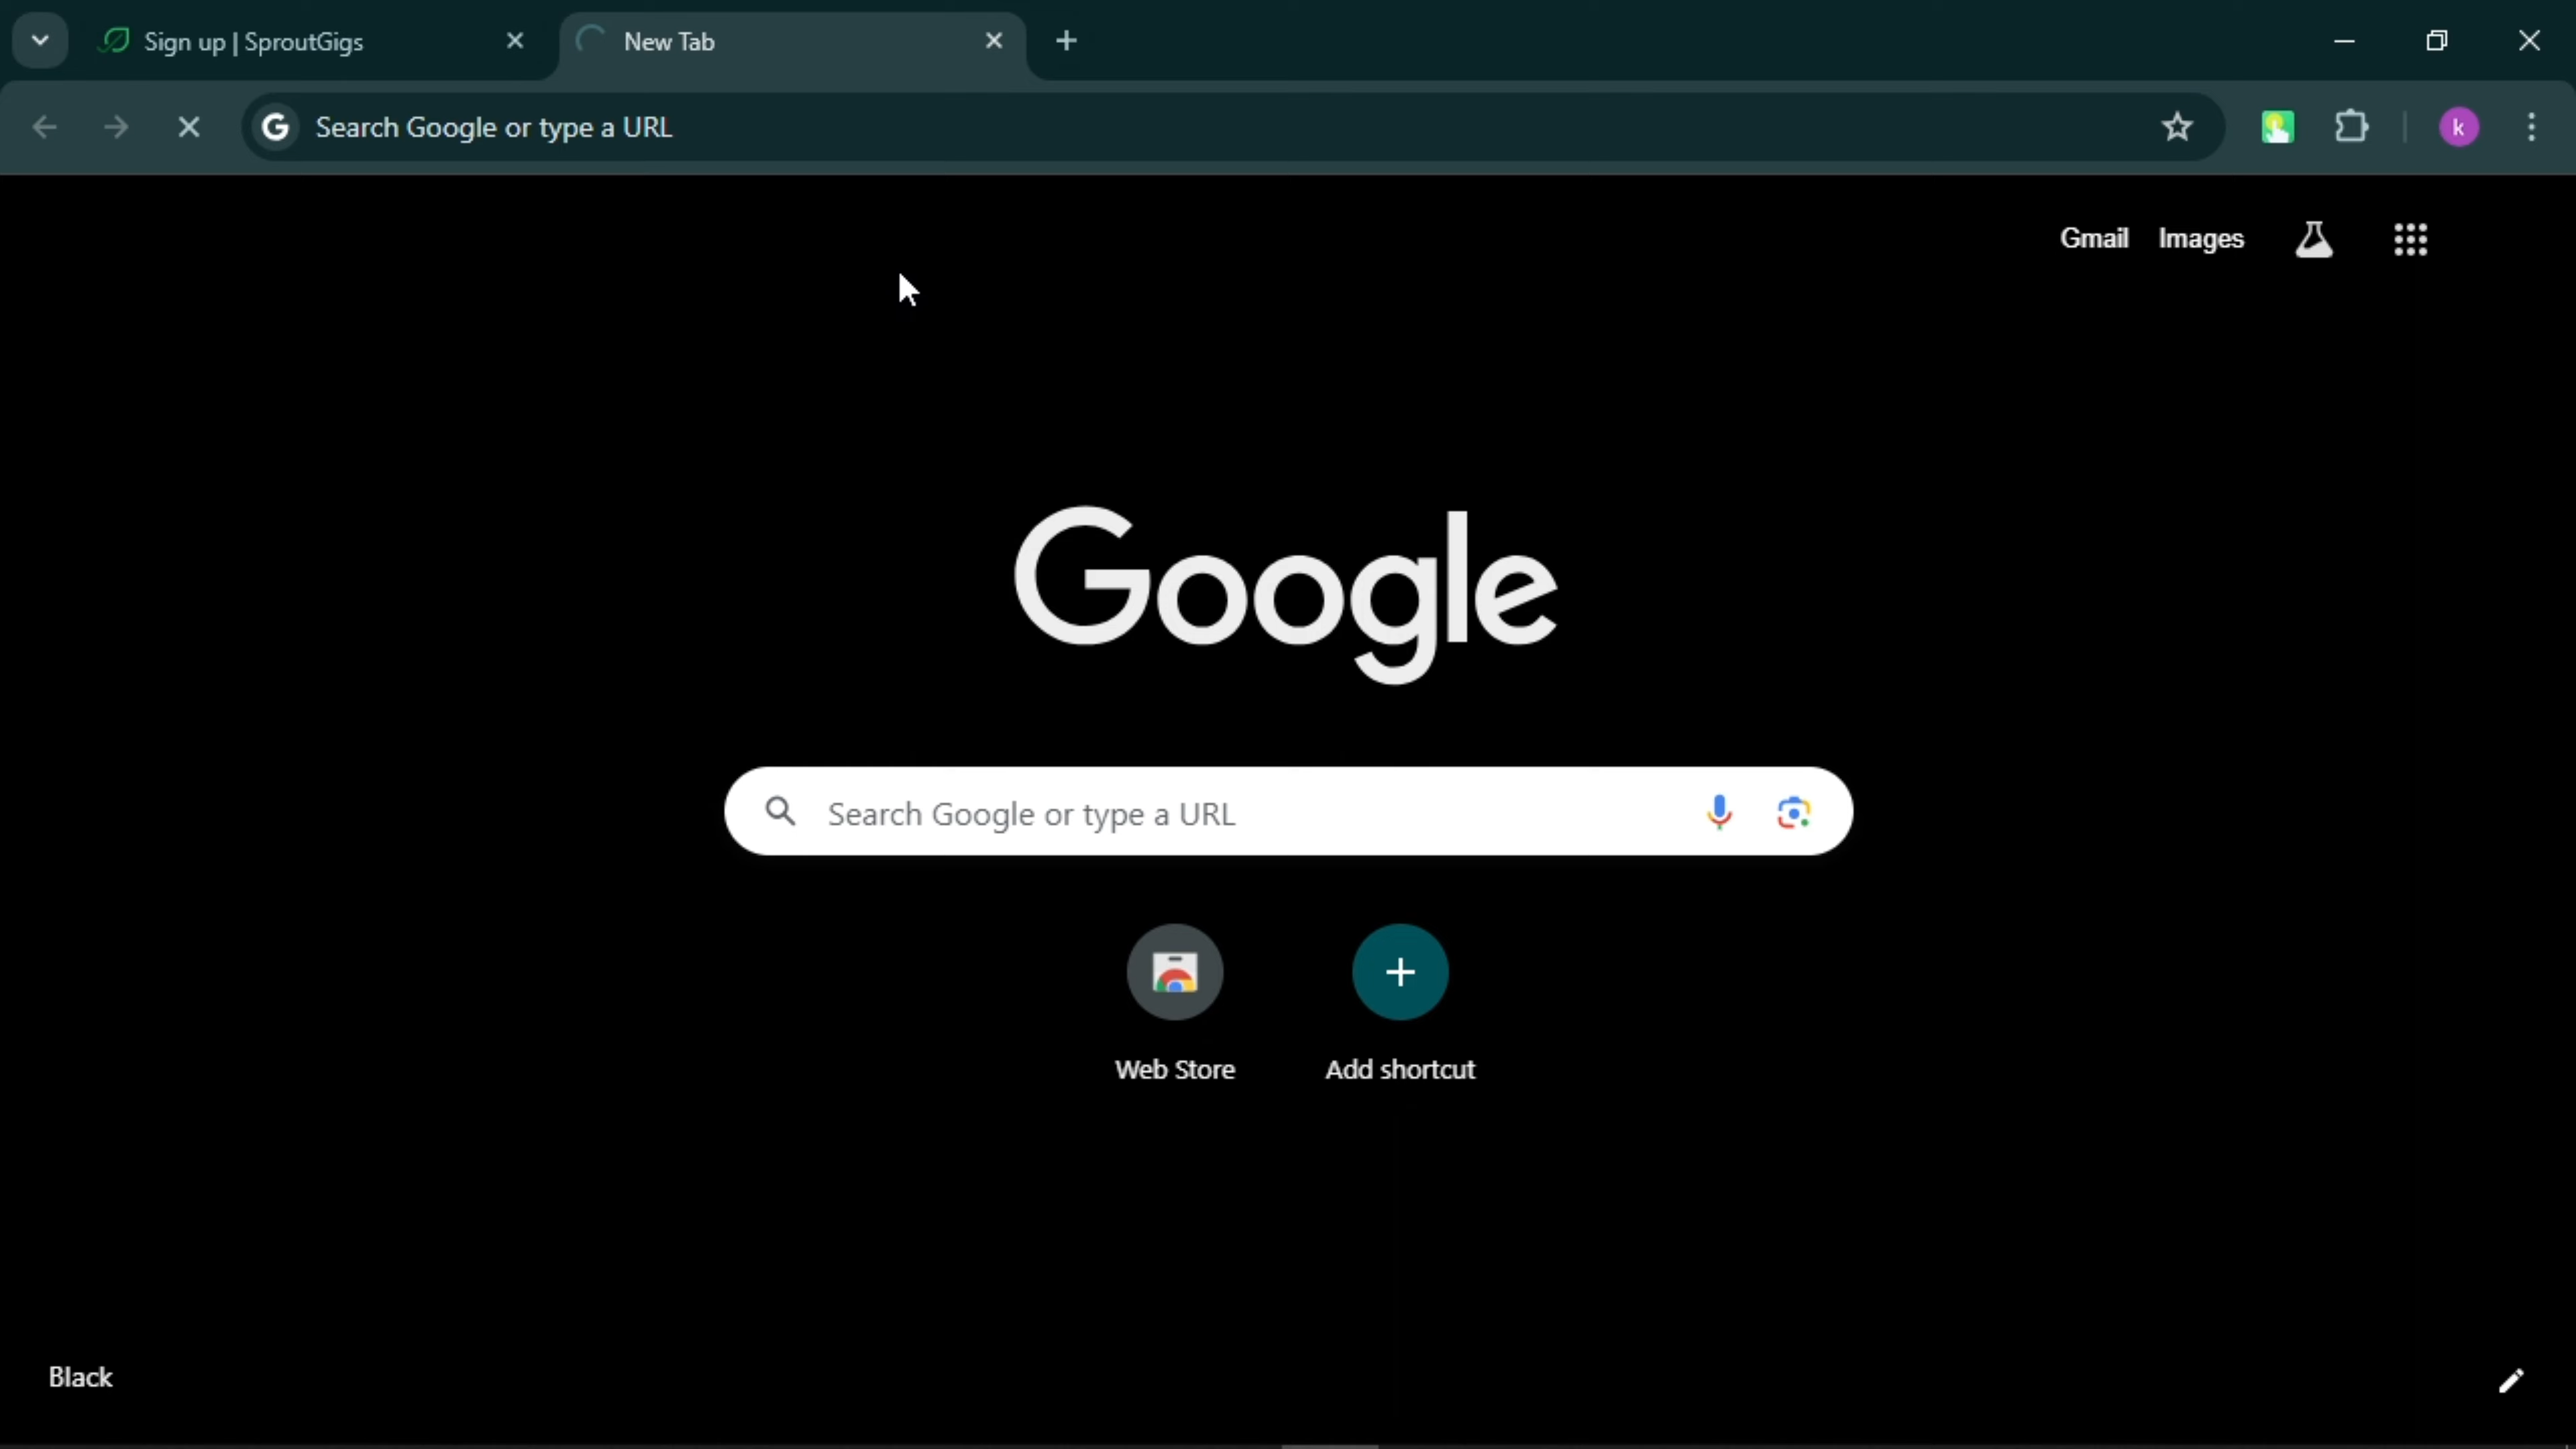 Sign up | SproutGigs
New Tab
Search Google or type a URL
k
Gmail Images
Google
Search Google or type a URL
Web Store Add shortcut
Black